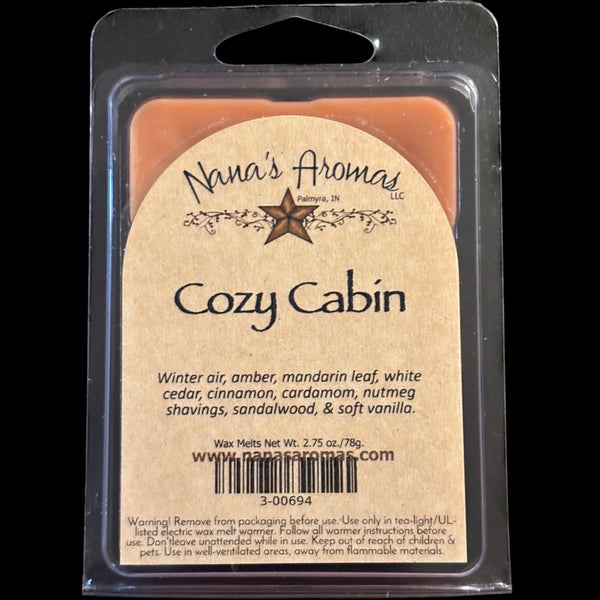 Nana's Aromas
LLC
Palmyra, IN
Cozy Cabin
Winter air, amber, mandarin leaf, white
cedar, cinnamon, cardamom, nutmeg
shavings, sandalwood, & soft vanilla.
Wax Melts Net Wt. 2.75 oz./78g.
www.nanasaromas.com
3-00694
Warning! Remove from packaging before use. Use only in tea-light/UL-
listed electric wax melt warmer. Follow all warmer instructions before
use. Don't leave unattended while in use. Keep out of reach of children &
pets. Use in well-ventilated areas, away from flammable materials.